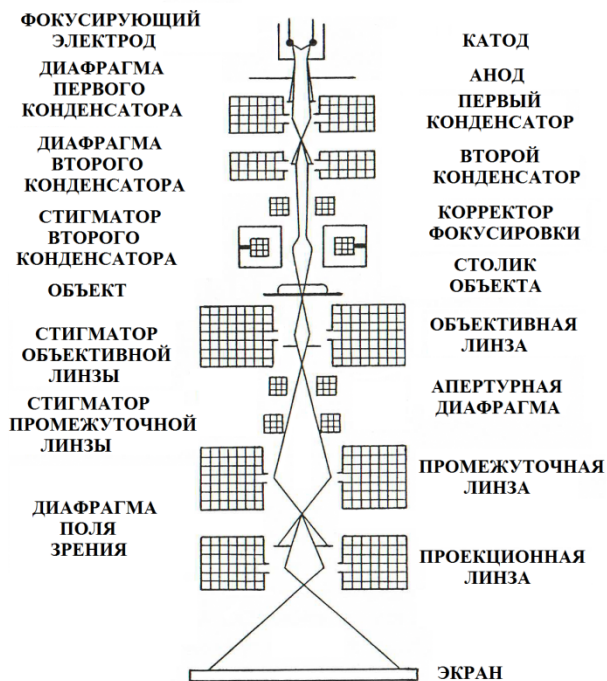 ФОКУСИРУЮЩИЙ
ЭЛЕКТРОД
ДИАФРАГМА
ПЕРВОГО
КОНДЕНСАТОРА
ДИАФРАГМА
ВТОРОГО
КОНДЕНСАТОРА
СТИГМАТОР
ВТОРОГО
КОНДЕНСАТОРА
ОБЪЕКТ
СТИГМАТОР
ОБЪЕКТИВНОЙ
ЛИНЗЫ
СТИГМАТОР
ПРОМЕЖУТОЧНОЙ
ЛИНЗЫ
ДИАФРАГМА
ПОЛЯ
ЗРЕНИЯ
КАТОД
АНОД
ПЕРВЫЙ
КОНДЕНСАТОР
ВТОРОЙ
КОНДЕНСАТОР
КОРРЕКТОР
ФОКУСИРОВКИ
СТОЛИК
ОБЪЕКТА
ОБЪЕКТИВНАЯ
ЛИНЗА
АПЕРТУРНАЯ
ДИАФРАГМА
ПРОМЕЖУТОЧНАЯ
ЛИНЗА
ПРОЕКЦИОННАЯ
ЛИНЗА
ЭКРАН